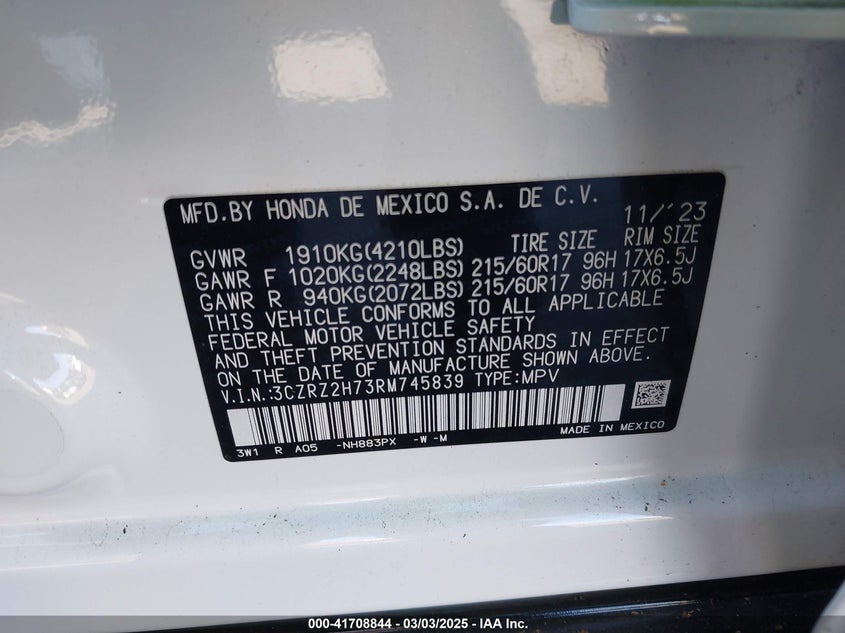 MFD.BY HONDA DE MEXICO S.A. DE C.V. 11/'23
TIRE SIZE RIM SIZE
GVWR 1910KG(4210LBS)
GAWR F 1020KG(2248LBS) 215/60R17 96H 17X6.5J
GAWR R 940KG(2072LBS) 215/60R17 96H 17X6.5J
THIS VEHICLE CONFORMS TO ALL APPLICABLE
FEDERAL MOTOR VEHICLE SAFETY
AND THEFT PREVENTION STANDARDS IN EFFECT
ON THE DATE OF MANUFACTURE SHOWN ABOVE.
V.I.N.:3CZRZ2H73RM745839 TYPE:MPV
3W1 R A05 -NH883PX -W -M MADE IN MEXICO
000-41708844 / 03/03/2025 - © IAA Inc.